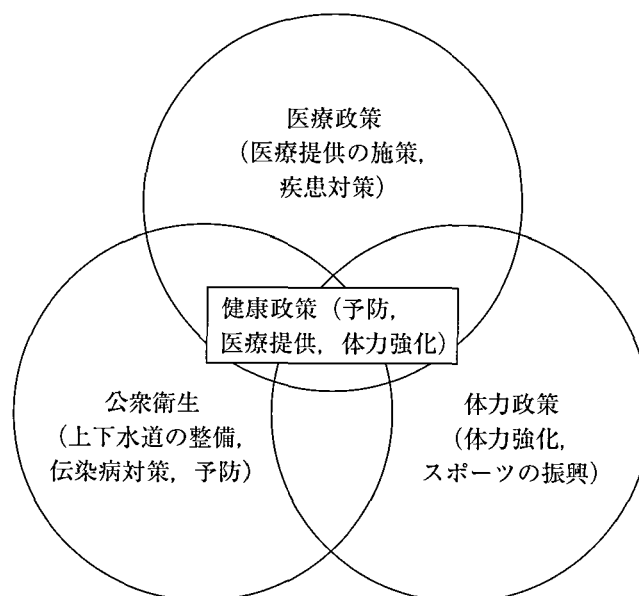 医療政策
（医療提供の施策，
疾患対策）
健康政策（予防，
医療提供，体力強化）
公衆衛生
（上下水道の整備，
伝染病対策，予防）
体力政策
（体力強化，
スポーツの振興）